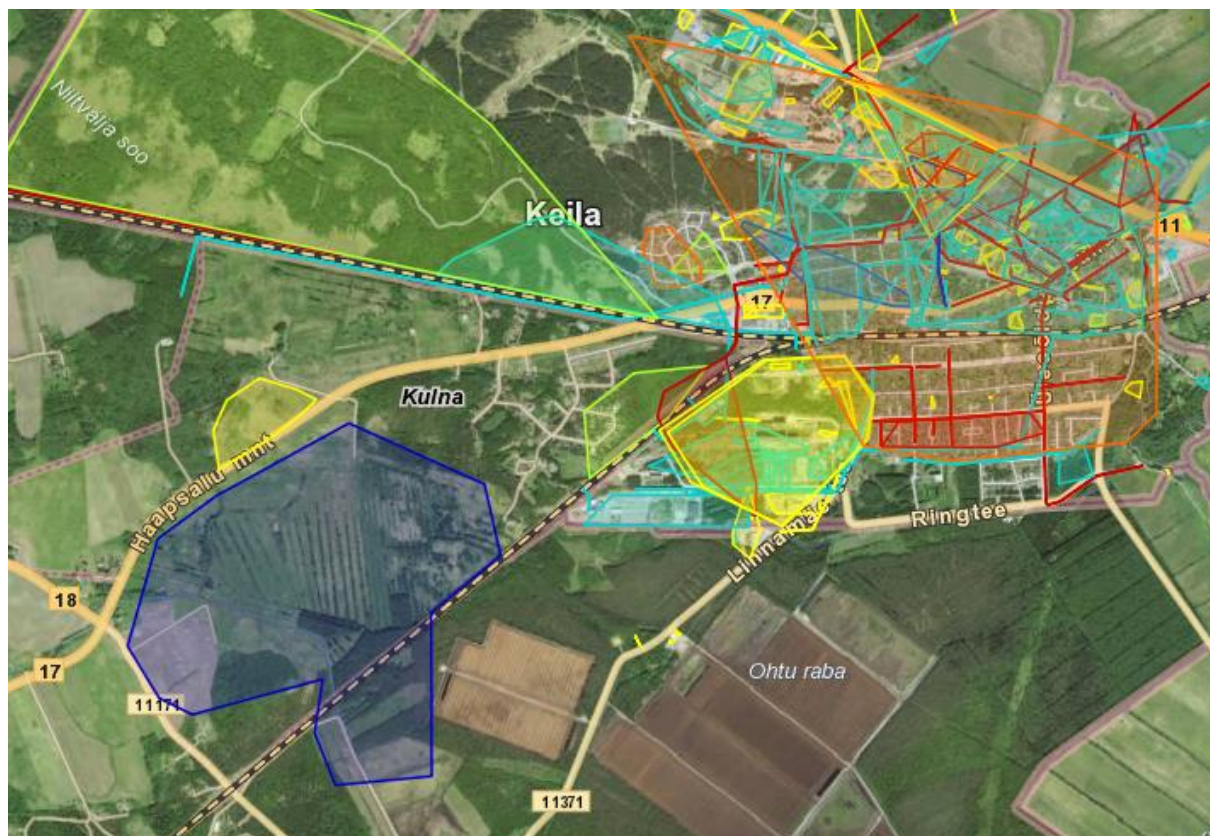 Niitvälja soo
Keila
11
17
Kulna
Haapsalu mnt
Ringtee
Linnamäe
18
17
11171
Ohtu raba
11371